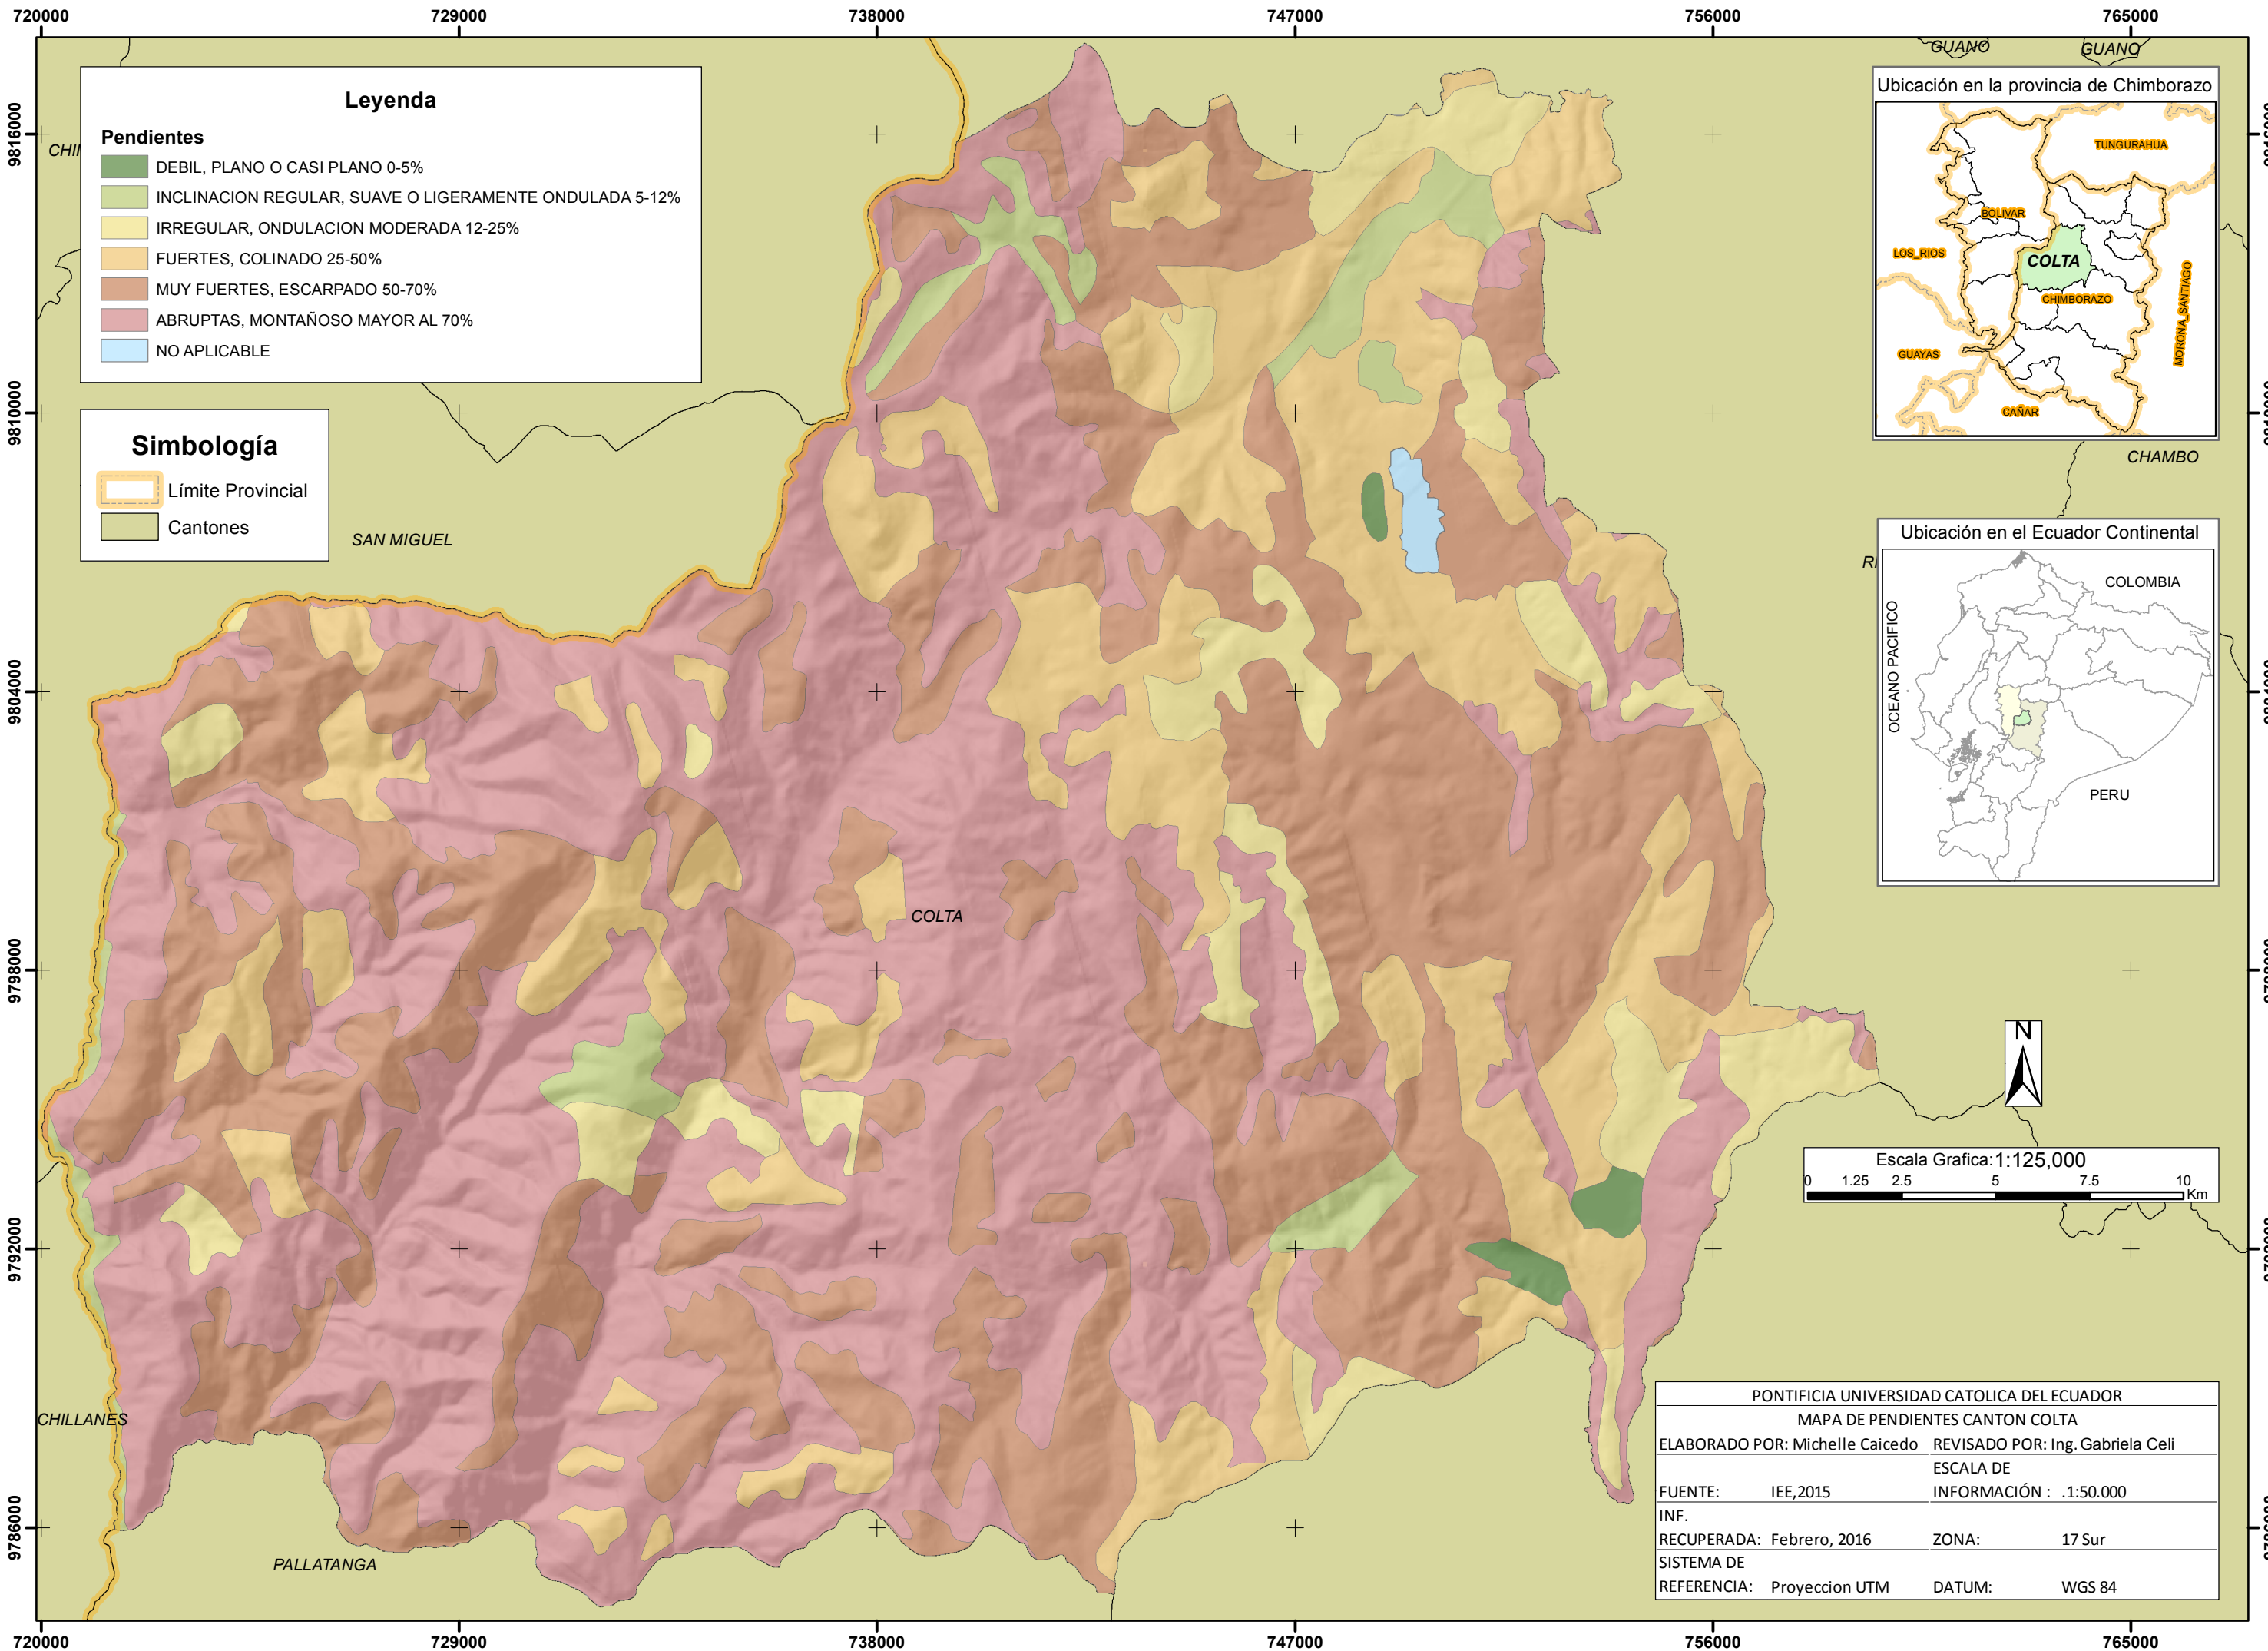 720000 729000 738000 747000 756000 765000
GUANO GUANO
Leyenda
Pendientes
DEBIL, PLANO O CASI PLANO 0-5%
INCLINACION REGULAR, SUAVE O LIGERAMENTE ONDULADA 5-12%
IRREGULAR, ONDULACION MODERADA 12-25%
FUERTES, COLINADO 25-50%
MUY FUERTES, ESCARPADO 50-70%
ABRUPTAS, MONTAÑOSO MAYOR AL 70%
NO APLICABLE
Simbología
Límite Provincial
Cantones
Ubicación en la provincia de Chimborazo
TUNGURAHUA
BOLIVAR
LOS_RIOS
COLTA
CHIMBORAZO
MORONA_SANTIAGO
GUAYAS
CAÑAR
Ubicación en el Ecuador Continental
COLOMBIA
OCEANO PACIFICO
PERU
9816000
9810000
9804000
9798000
9792000
9786000
SAN MIGUEL
CHAMBO
COLTA
CHILLANES
PALLATANGA
N
Escala Grafica: 1:125,000
0 1.25 2.5 5 7.5 10
Km
PONTIFICIA UNIVERSIDAD CATOLICA DEL ECUADOR
MAPA DE PENDIENTES CANTON COLTA
ELABORADO POR: Michelle Caicedo REVISADO POR: Ing. Gabriela Celi
FUENTE: IEE,2015 ESCALA DE INFORMACIÓN : .1:50.000
INF. RECUPERADA: Febrero, 2016 ZONA: 17 Sur
SISTEMA DE REFERENCIA: Proyeccion UTM DATUM: WGS 84
720000 729000 738000 747000 756000 765000